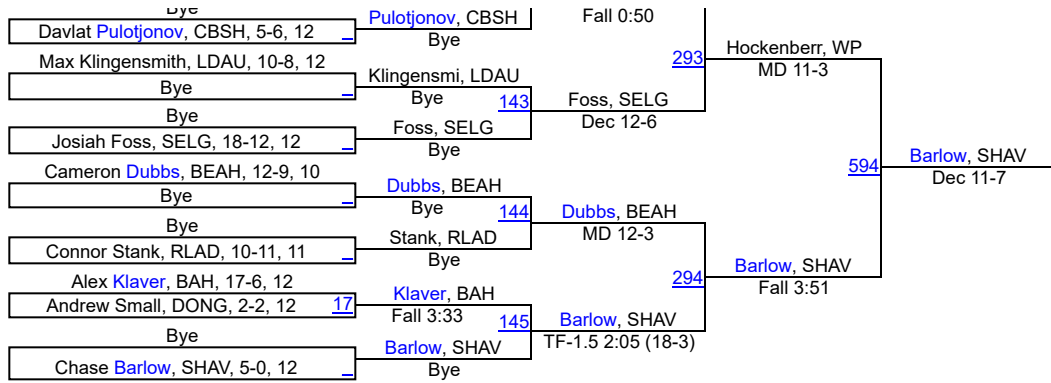 Bye
Davlat Pulotjonov, CBSH, 5-6, 12
Max Klingensmith, LDAU, 10-8, 12
Bye
Bye
Josiah Foss, SELG, 18-12, 12
Cameron Dubbs, BEAH, 12-9, 10
Bye
Bye
Connor Stank, RLAD, 10-11, 11
Alex Klaver, BAH, 17-6, 12
Andrew Small, DONG, 2-2, 12 17
Bye
Chase Barlow, SHAV, 5-0, 12
Pulotjonov, CBSH
Bye
Klingensmi, LDAU
Bye
143
Foss, SELG
Bye
Dubbs, BEAH
Bye
144
Stank, RLAD
Bye
Klaver, BAH
Fall 3:33
145
Barlow, SHAV
Bye
Fall 0:50
293
Foss, SELG
Dec 12-6
Dubbs, BEAH
MD 12-3
294
Barlow, SHAV
TF-1.5 2:05 (18-3)
Hockenberr, WP
MD 11-3
594
Barlow, SHAV
Fall 3:51
Barlow, SHAV
Dec 11-7